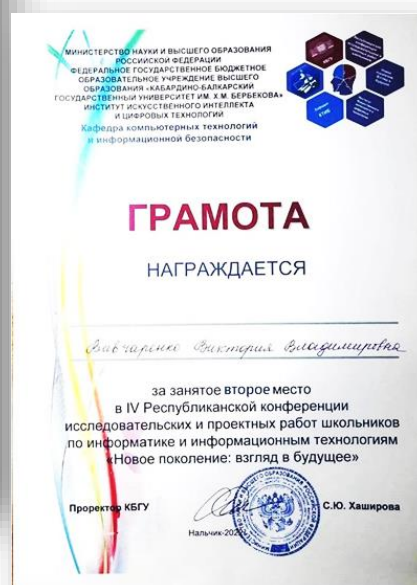 МИНИСТЕРСТВО НАУКИ И ВЫСШЕГО ОБРАЗОВАНИЯ
РОССИЙСКОЙ ФЕДЕРАЦИИ
ФЕДЕРАЛЬНОЕ ГОСУДАРСТВЕННОЕ БЮДЖЕТНОЕ
ОБРАЗОВАТЕЛЬНОЕ УЧРЕЖДЕНИЕ ВЫСШЕГО
ОБРАЗОВАНИЯ «КАБАРДИНО-БАЛКАРСКИЙ
ГОСУДАРСТВЕННЫЙ УНИВЕРСИТЕТ ИМ. Х.М. БЕРБЕКОВА»
ИНСТИТУТ ИСКУССТВЕННОГО ИНТЕЛЛЕКТА
И ЦИФРОВЫХ ТЕХНОЛОГИЙ
Кафедра компьютерных технологий
и информационной безопасности
КБГУ
ГРАМОТА
НАГРАЖДАЕТСЯ
Вивчаренко Виктория Владимировна
за занятое второе место
в IV Республиканской конференции
исследовательских и проектных работ школьников
по информатике и информационным технологиям
«Новое поколение: взгляд в будущее»
Проректор КБГУ
С.Ю. Хаширова
Нальчик